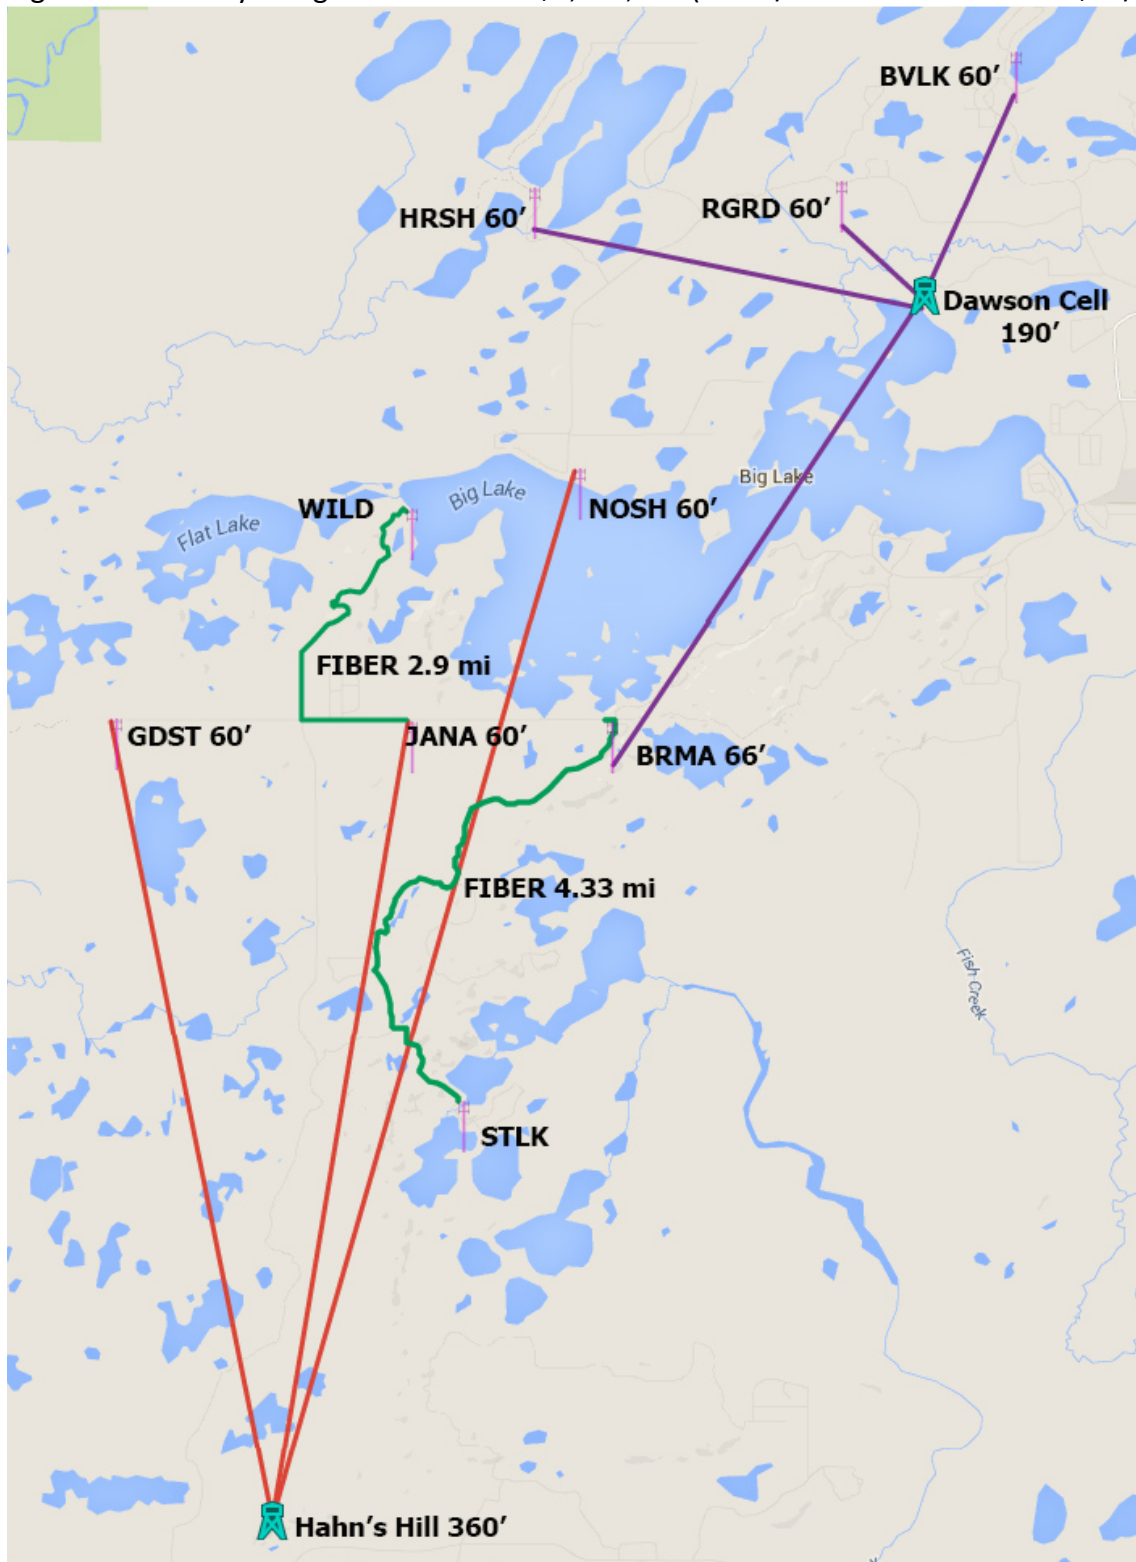 BVLK 60’
HRSH 60’
RGRD 60’
Dawson Cell
190’
Big Lake
WILD
Big Lake
NOSH 60’
Flat Lake
FIBER 2.9 mi
GDST 60’
JANA 60’
BRMA 66’
FIBER 4.33 mi
Fish Creek
STLK
Hahn’s Hill 360’